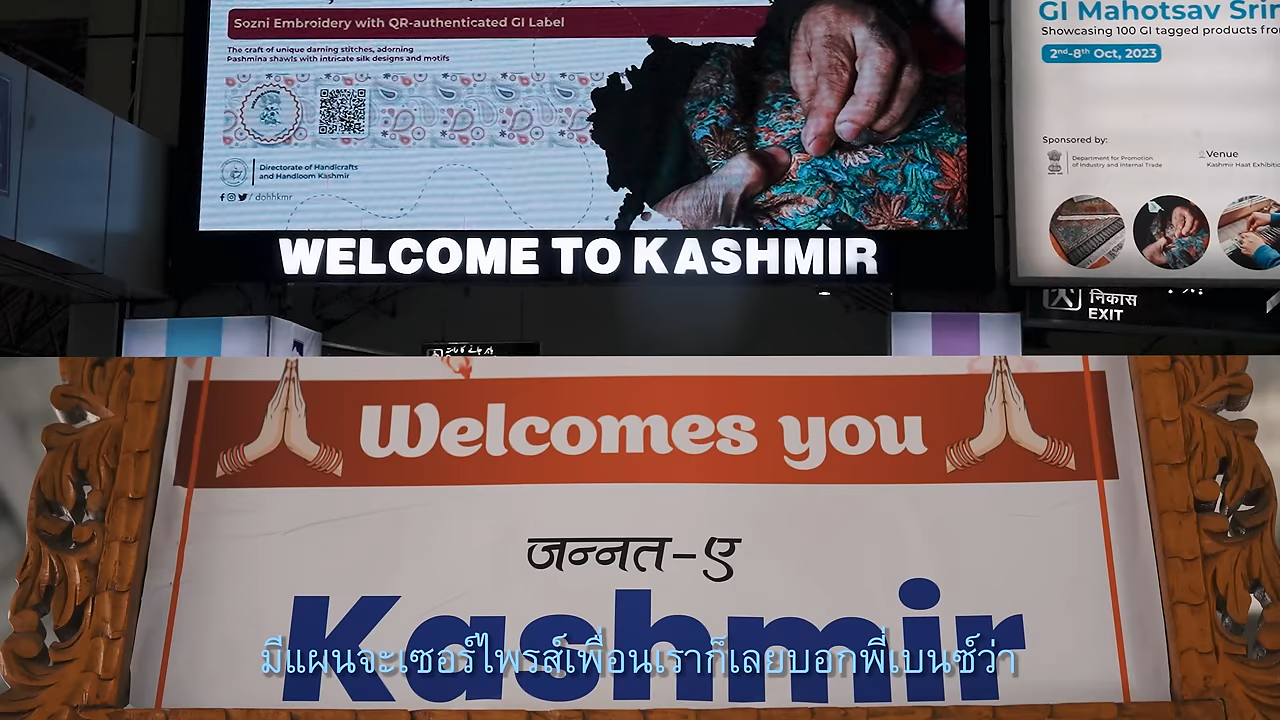 Sozni Embroidery with QR-authenticated GI Label
The craft of unique darning stitches, adorning
Pashmina shawls with intricate silk designs and motifs
Directorate of Handicrafts
and Handloom Kashmir
/ dohhkmr
WELCOME TO KASHMIR
GI Mahotsav Srin
Showcasing 100 GI tagged products from
2nd-8th Oct, 2023
Sponsored by:
Department for Promotion
of Industry and Internal Trade
Venue
Kashmir Haat Exhibitio
निकास
EXIT
Welcomes you
जन्नत-ए
Kashmir
มีแผนจะเซอร์ไพรส์เพื่อนเราก็เลยบอกพี่เบนซ์ว่า